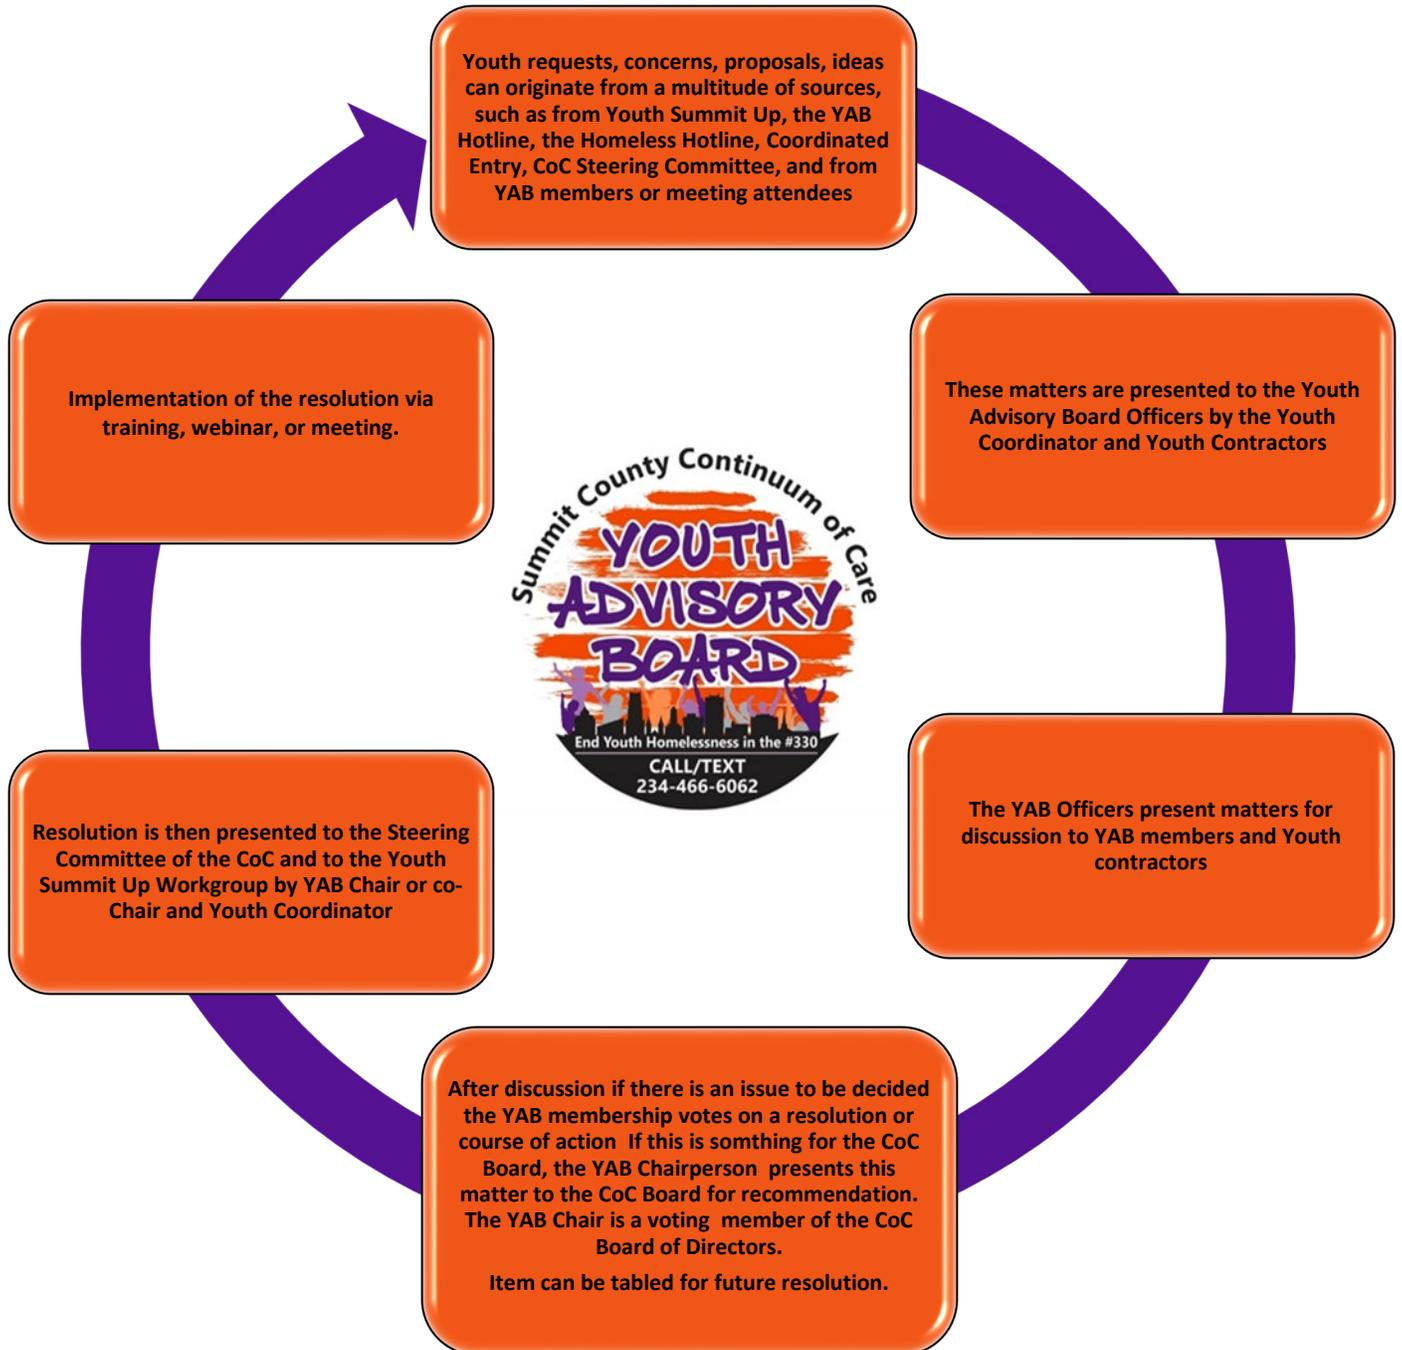 Youth requests, concerns, proposals, ideas
can originate from a multitude of sources,
such as from Youth Summit Up, the YAB
Hotline, the Homeless Hotline, Coordinated
Entry, CoC Steering Committee, and from
YAB members or meeting attendees
These matters are presented to the Youth
Advisory Board Officers by the Youth
Coordinator and Youth Contractors
The YAB Officers present matters for
discussion to YAB members and Youth
contractors
After discussion if there is an issue to be decided
the YAB membership votes on a resolution or
course of action  If this is somthing for the CoC
Board, the YAB Chairperson  presents this
matter to the CoC Board for recommendation.
The YAB Chair is a voting  member of the CoC
Board of Directors.
Item can be tabled for future resolution.
Resolution is then presented to the Steering
Committee of the CoC and to the Youth
Summit Up Workgroup by YAB Chair or co-
Chair and Youth Coordinator
Implementation of the resolution via
training, webinar, or meeting.
Summit County Continuum of Care
YOUTH
ADVISORY
BOARD
End Youth Homelessness in the #330
CALL/TEXT
234-466-6062